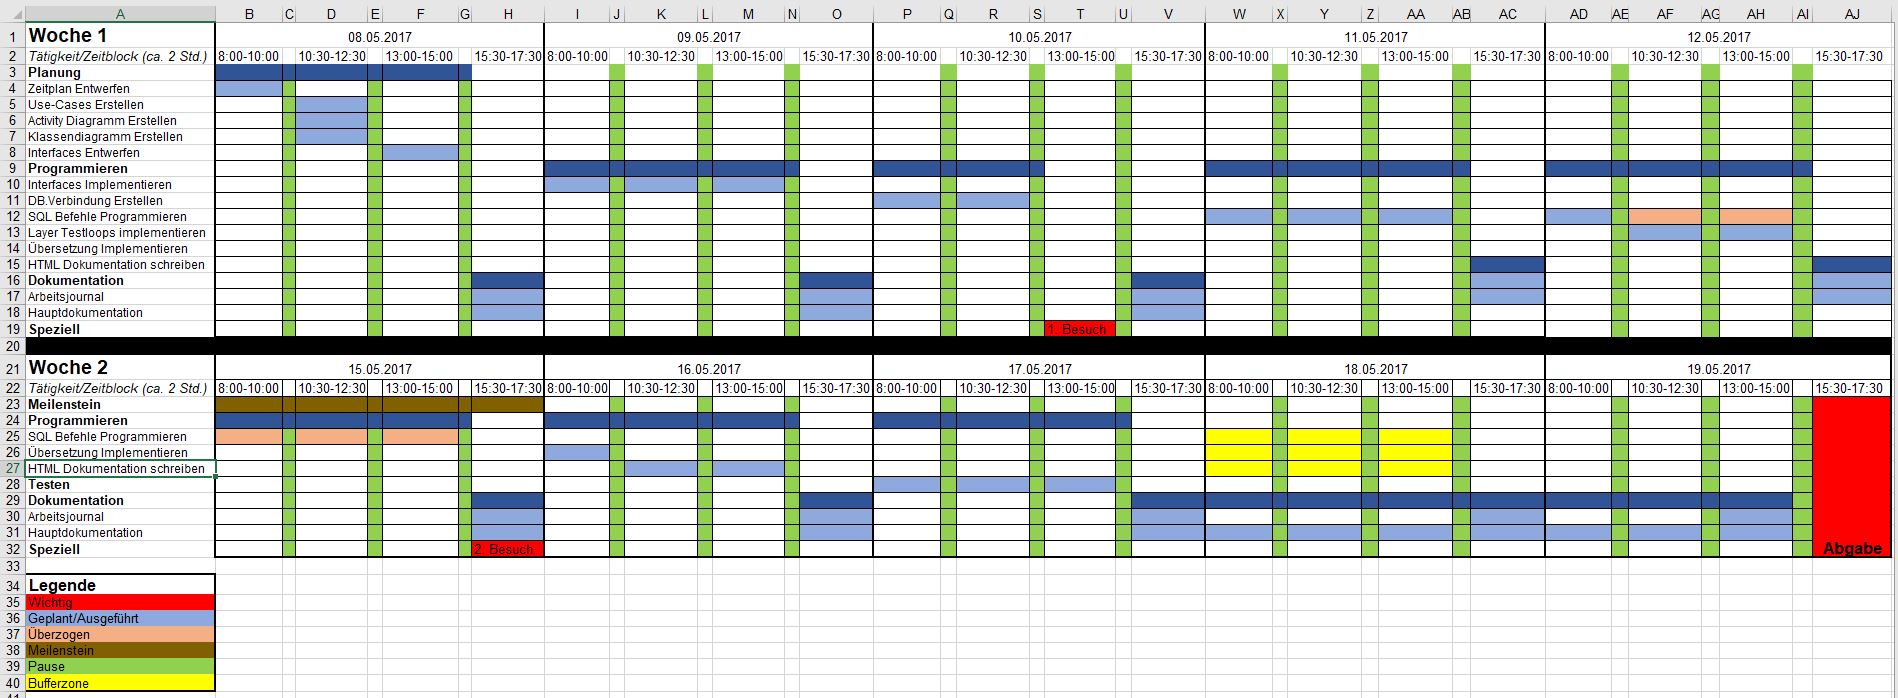 A B C D E F G H I J K L M N O P Q R S T U V W X Y Z AA AB AC AD AE AF AG AH AI AJ
1 Woche 1 08.05.2017 09.05.2017 10.05.2017 11.05.2017 12.05.2017
2 Tätigkeit/Zeitblock (ca. 2 Std.) 8:00-10:00 10:30-12:30 13:00-15:00 15:30-17:30 8:00-10:00 10:30-12:30 13:00-15:00 15:30-17:30 8:00-10:00 10:30-12:30 13:00-15:00 15:30-17:30 8:00-10:00 10:30-12:30 13:00-15:00 15:30-17:30 8:00-10:00 10:30-12:30 13:00-15:00 15:30-17:30
3 Planung
4 Zeitplan Entwerfen
5 Use-Cases Erstellen
6 Activity Diagramm Erstellen
7 Klassendiagramm Erstellen
8 Interfaces Entwerfen
9 Programmieren
10 Interfaces Implementieren
11 DB.Verbindung Erstellen
12 SQL Befehle Programmieren
13 Layer Testloops implementieren
14 Übersetzung Implementieren
15 HTML Dokumentation schreiben
16 Dokumentation
17 Arbeitsjournal
18 Hauptdokumentation
19 Speziell 1. Besuch
20
21 Woche 2 15.05.2017 16.05.2017 17.05.2017 18.05.2017 19.05.2017
22 Tätigkeit/Zeitblock (ca. 2 Std.) 8:00-10:00 10:30-12:30 13:00-15:00 15:30-17:30 8:00-10:00 10:30-12:30 13:00-15:00 15:30-17:30 8:00-10:00 10:30-12:30 13:00-15:00 15:30-17:30 8:00-10:00 10:30-12:30 13:00-15:00 15:30-17:30 8:00-10:00 10:30-12:30 13:00-15:00 15:30-17:30
23 Meilenstein
24 Programmieren
25 SQL Befehle Programmieren
26 Übersetzung Implementieren
27 HTML Dokumentation schreiben
28 Testen
29 Dokumentation
30 Arbeitsjournal
31 Hauptdokumentation
32 Speziell 2. Besuch Abgabe
33
34 Legende
35 Wichtig
36 Geplant/Ausgeführt
37 Überzogen
38 Meilenstein
39 Pause
40 Bufferzone